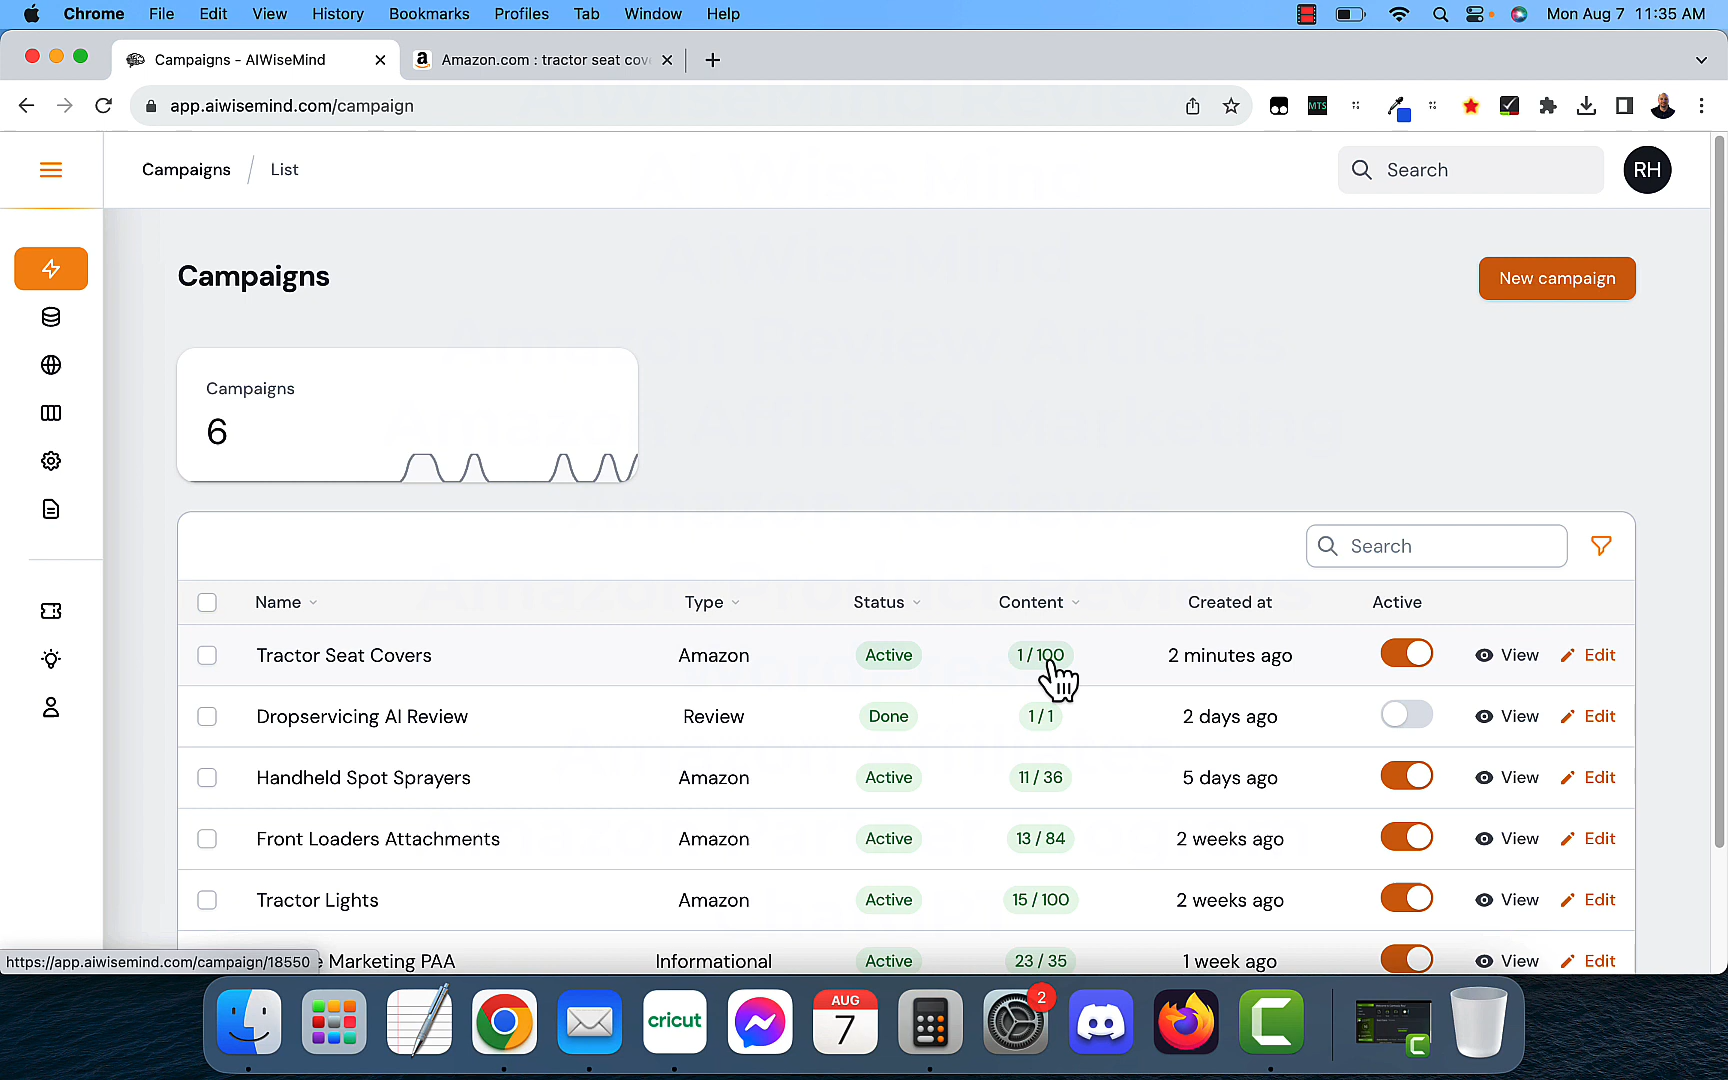 Chrome File Edit View History Bookmarks Profiles Tab Window Help Mon Aug 7 11:35 AM
Campaigns - AIWiseMind
Amazon.com : tractor seat cov
app.aiwisemind.com/campaign
MTS
Campaigns / List
Search
RH
Campaigns
New campaign
Campaigns
6
Search
Name Type Status Content Created at Active
Tractor Seat Covers Amazon Active 1 / 100 2 minutes ago View Edit
Dropservicing AI Review Review Done 1 / 1 2 days ago View Edit
Handheld Spot Sprayers Amazon Active 11 / 36 5 days ago View Edit
Front Loaders Attachments Amazon Active 13 / 84 2 weeks ago View Edit
Tractor Lights Amazon Active 15 / 100 2 weeks ago View Edit
Marketing PAA Informational Active 23 / 35 1 week ago View Edit
https://app.aiwisemind.com/campaign/18550
cricut
AUG
7
2